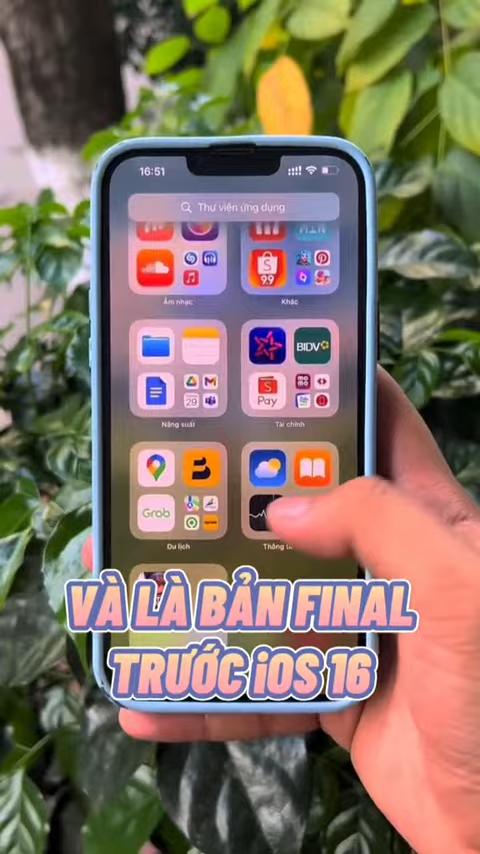 16:51
Thư viện ứng dụng
9.9
Âm nhạc
Khác
BIDV
Pay
29
Năng suất
Tài chính
Grab
Du lịch
VÀ LÀ BẢN FINAL
TRƯỚC iOS 16